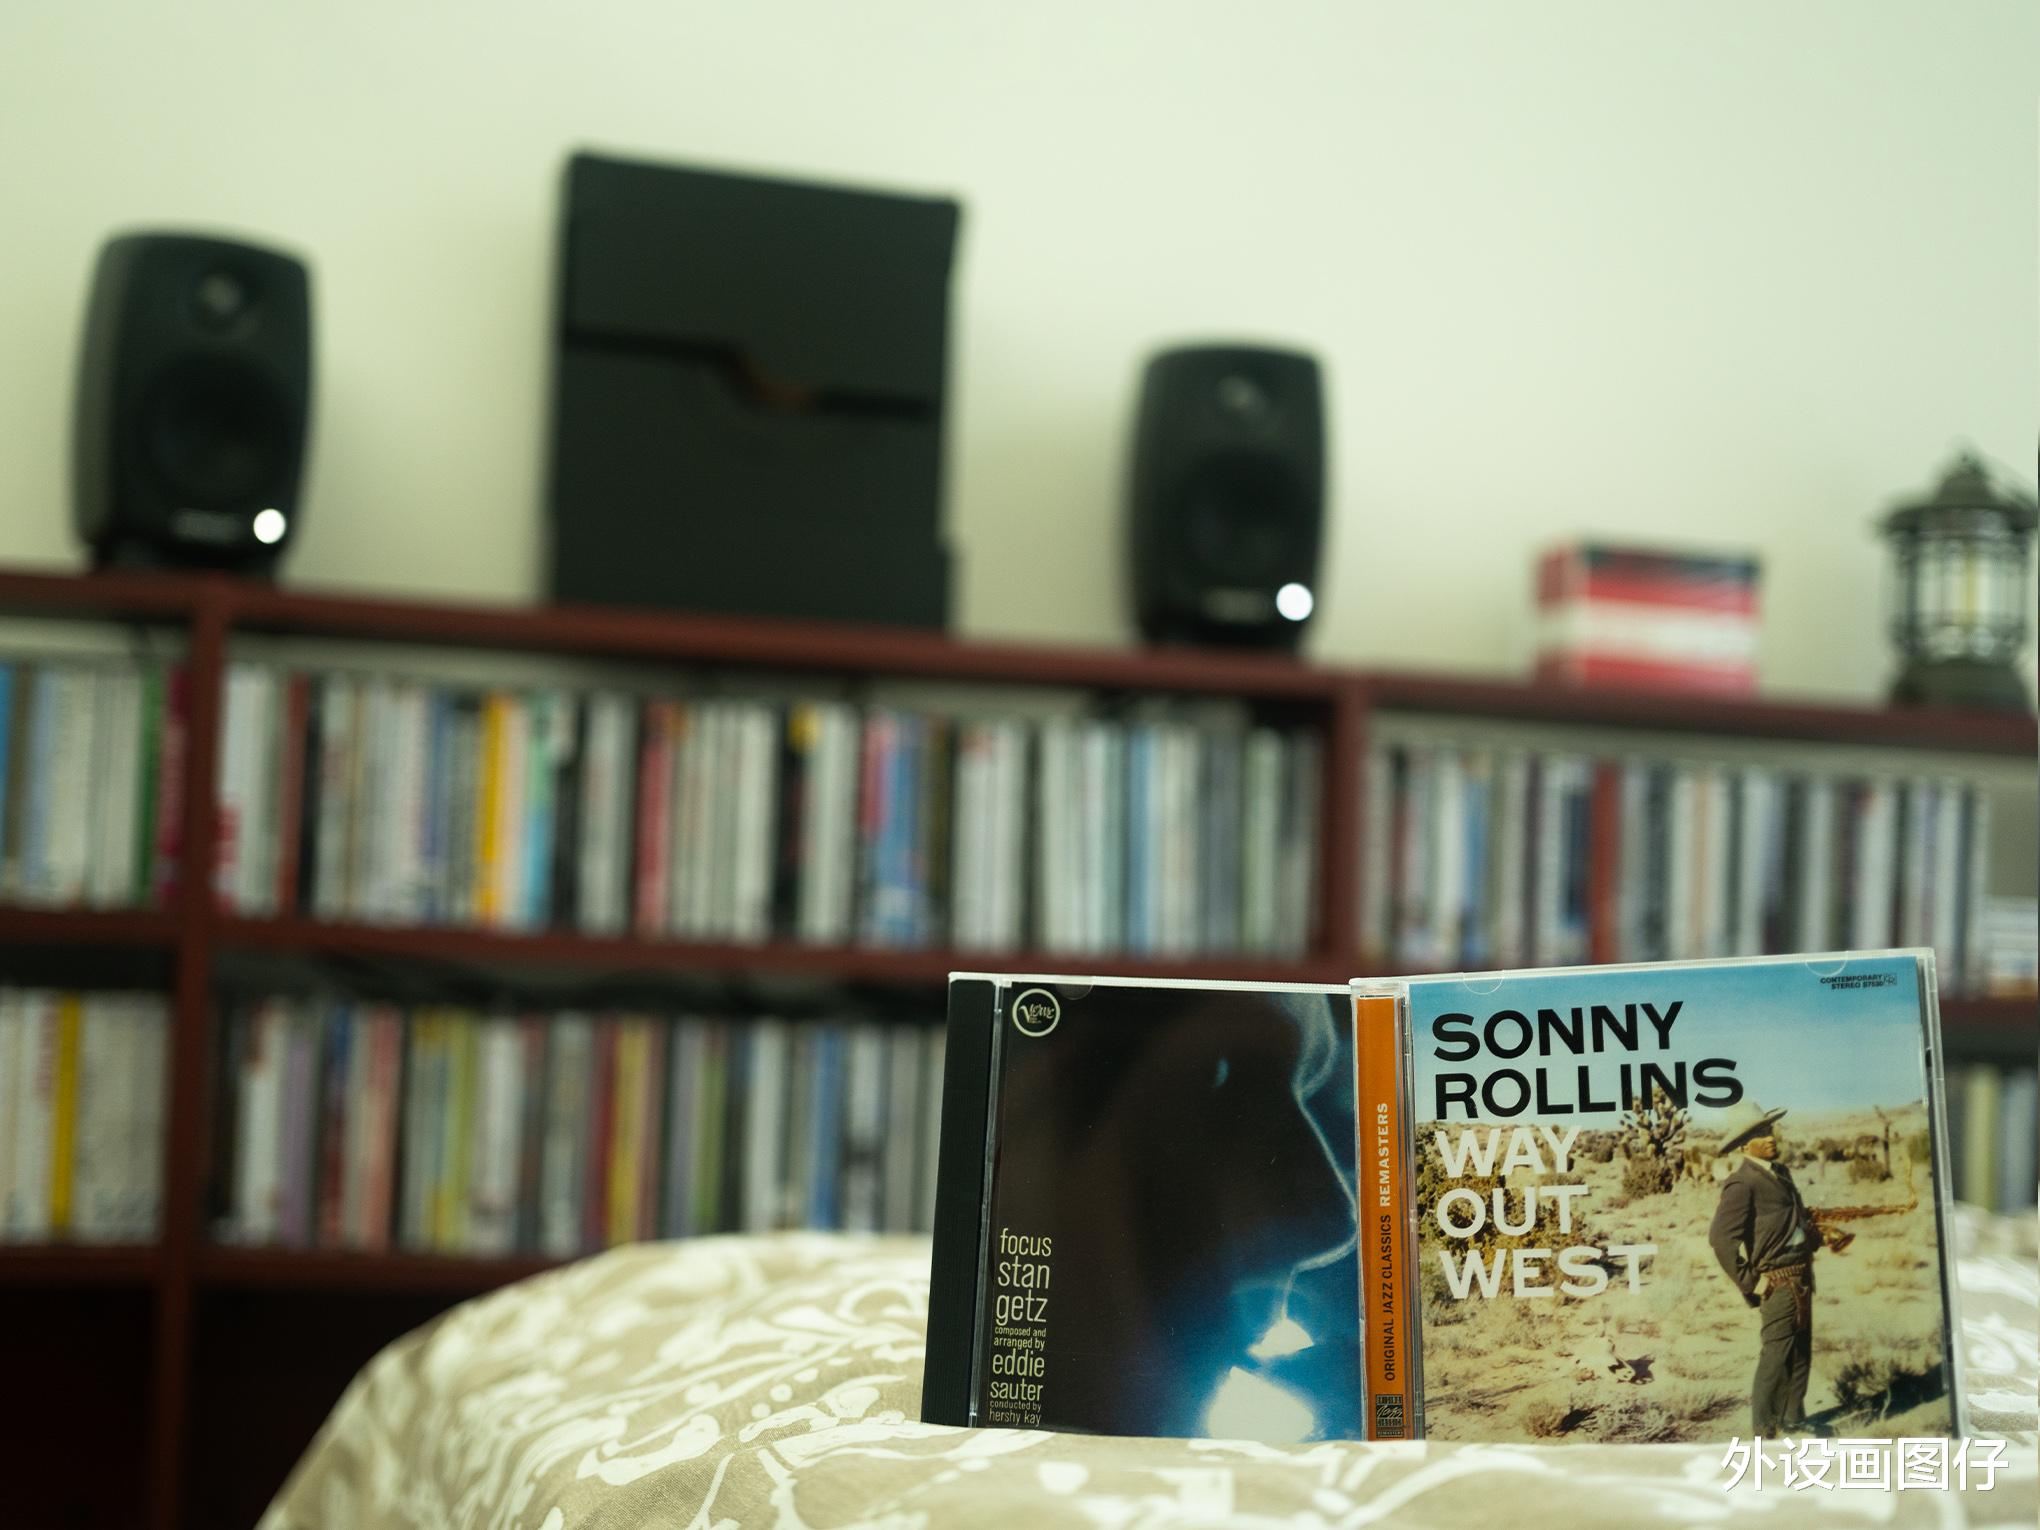 Verve
focus
stan
getz
composed and
arranged by
eddie
sauter
conducted by
hershy kay
ORIGINAL JAZZ CLASSICS REMASTERS
CONTEMPORARY
STEREO S7530
SONNY
ROLLINS
WAY
OUT
WEST
外设画图仔